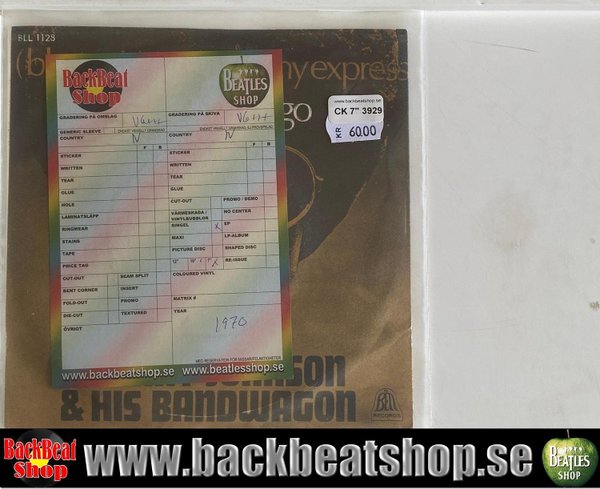 BLL 1128
ny express
go
www.backbeatshop.se
CK 7" 3929
KR 60.00
BackBeat
Shop
BEATLES
SHOP
GRADERING PÅ OMSLAG
GRADERING PÅ SKIVA
VG++
VG++
GENERIC SLEEVE
COUNTRY
N
COUNTRY
N
F B
A B
STICKER
STICKER
WRITTEN
WRITTEN
TEAR
TEAR
GLUE
GLUE
HOLE
CUT-OUT
PROMO / DEMO
LAMINATSLÄPP
VÄRMESKADA /
VINYLBUBBLOR
NO CENTER
RINGWEAR
SINGEL
X
EP
STAINS
MAXI
LP-ALBUM
TAPE
PICTURE DISC
SHAPED DISC
PRICE TAG
12"
X
RE-ISSUE
CUT-OUT
SEAM SPLIT
COLOURED VINYL
BENT CORNER
INSERT
FOLD-OUT
PROMO
MATRIX #
DIE-CUT
TEXTURED
YEAR
ÖVRIGT
1970
www.backbeatshop.se
www.beatlesshop.se
JOHNSON
& HIS BANDWAGON
BELL
RECORDS
BackBeat
Shop
www.backbeatshop.se
BEATLES
SHOP